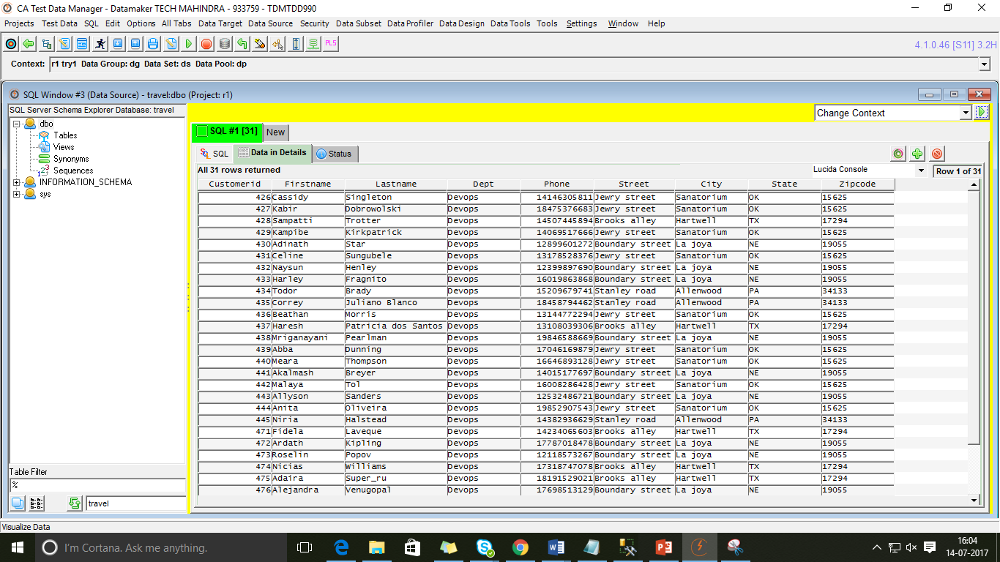 CA Test Data Manager - Datamaker TECH MAHINDRA - 933759 - TDMTDD990
Projects Test Data SQL Edit Options All Tabs Data Target Data Source Security Data Subset Data Profiler Data Design Data Tools Tools Settings Window Help
PLS
4.1.0.46 [S11] 3.2H
Context: r1 try1 Data Group: dg Data Set: ds Data Pool: dp
SQL Window #3 (Data Source) - travel:dbo (Project: r1)
SQL Server Schema Explorer Database: travel
dbo
Tables
Views
Synonyms
Sequences
INFORMATION_SCHEMA
sys
Table Filter
%
travel
Change Context
SQL #1 [31] New
SQL Data in Details Status
All 31 rows returned
Lucida Console
Row 1 of 31
Customerid Firstname Lastname Dept Phone Street City State Zipcode
426 Cassidy Singleton Devops 14146305811 Jewry street Sanatorium OK 15625
427 Kabir Dobrowolski Devops 18475376683 Jewry street Sanatorium OK 15625
428 Sampatti Trotter Devops 14507445894 Brooks alley Hartwell TX 17294
429 Kampibe Kirkpatrick Devops 14069517666 Jewry street Sanatorium OK 15625
430 Adinath Star Devops 12899601272 Boundary street La joya NE 19055
431 Celine Sungubele Devops 13178528376 Jewry street Sanatorium OK 15625
432 Naysun Henley Devops 12399897690 Boundary street La joya NE 19055
433 Harley Fragnito Devops 16019863868 Boundary street La joya NE 19055
434 Todor Brady Devops 15209679741 Stanley road Allenwood PA 34133
435 Correy Juliano Blanco Devops 18458794462 Stanley road Allenwood PA 34133
436 Beathan Morris Devops 13144772294 Jewry street Sanatorium OK 15625
437 Haresh Patricia dos Santos Devops 13108039306 Brooks alley Hartwell TX 17294
438 Mriganayani Pearlman Devops 19846588669 Boundary street La joya NE 19055
439 Abba Dunning Devops 17046169879 Jewry street Sanatorium OK 15625
440 Meara Thompson Devops 16646893128 Jewry street Sanatorium OK 15625
441 Akalmash Breyer Devops 14015177697 Boundary street La joya NE 19055
442 Malaya Tol Devops 16008286428 Jewry street Sanatorium OK 15625
443 Allyson Sanders Devops 12532486721 Boundary street La joya NE 19055
444 Anita Oliveira Devops 19852907543 Jewry street Sanatorium OK 15625
445 Niria Halstead Devops 14382936629 Stanley road Allenwood PA 34133
471 Fidela Laveque Devops 14234065603 Brooks alley Hartwell TX 17294
472 Ardath Kipling Devops 17787018478 Boundary street La joya NE 19055
473 Roselin Popov Devops 12118573267 Boundary street La joya NE 19055
474 Nicias Williams Devops 17318747078 Brooks alley Hartwell TX 17294
475 Adaira Super_ru Devops 18191529021 Brooks alley Hartwell TX 17294
476 Alejandra Venugopal Devops 17698513129 Boundary street La joya NE 19055
Visualize Data
I'm Cortana. Ask me anything.
16:04
14-07-2017